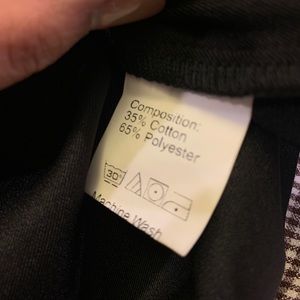 Composition:
35% Cotton
65% Polyester
30°
Machine Wash